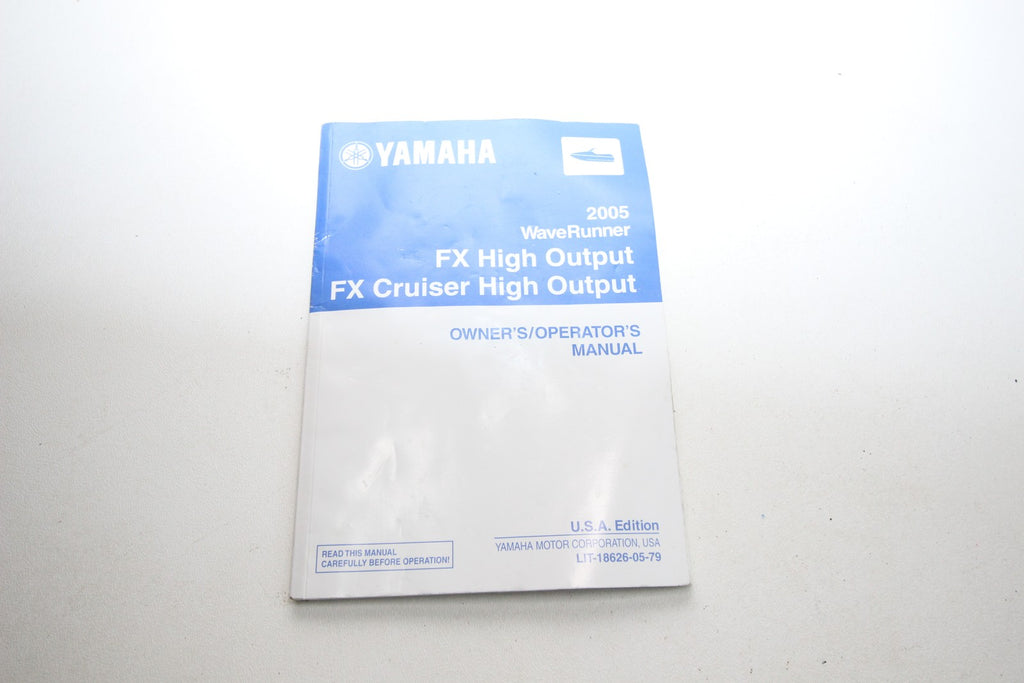 YAMAHA
2005
WaveRunner
FX High Output
FX Cruiser High Output
OWNER'S/OPERATOR'S
MANUAL
U.S.A. Edition
YAMAHA MOTOR CORPORATION, USA
LIT-18626-05-79
READ THIS MANUAL
CAREFULLY BEFORE OPERATION!